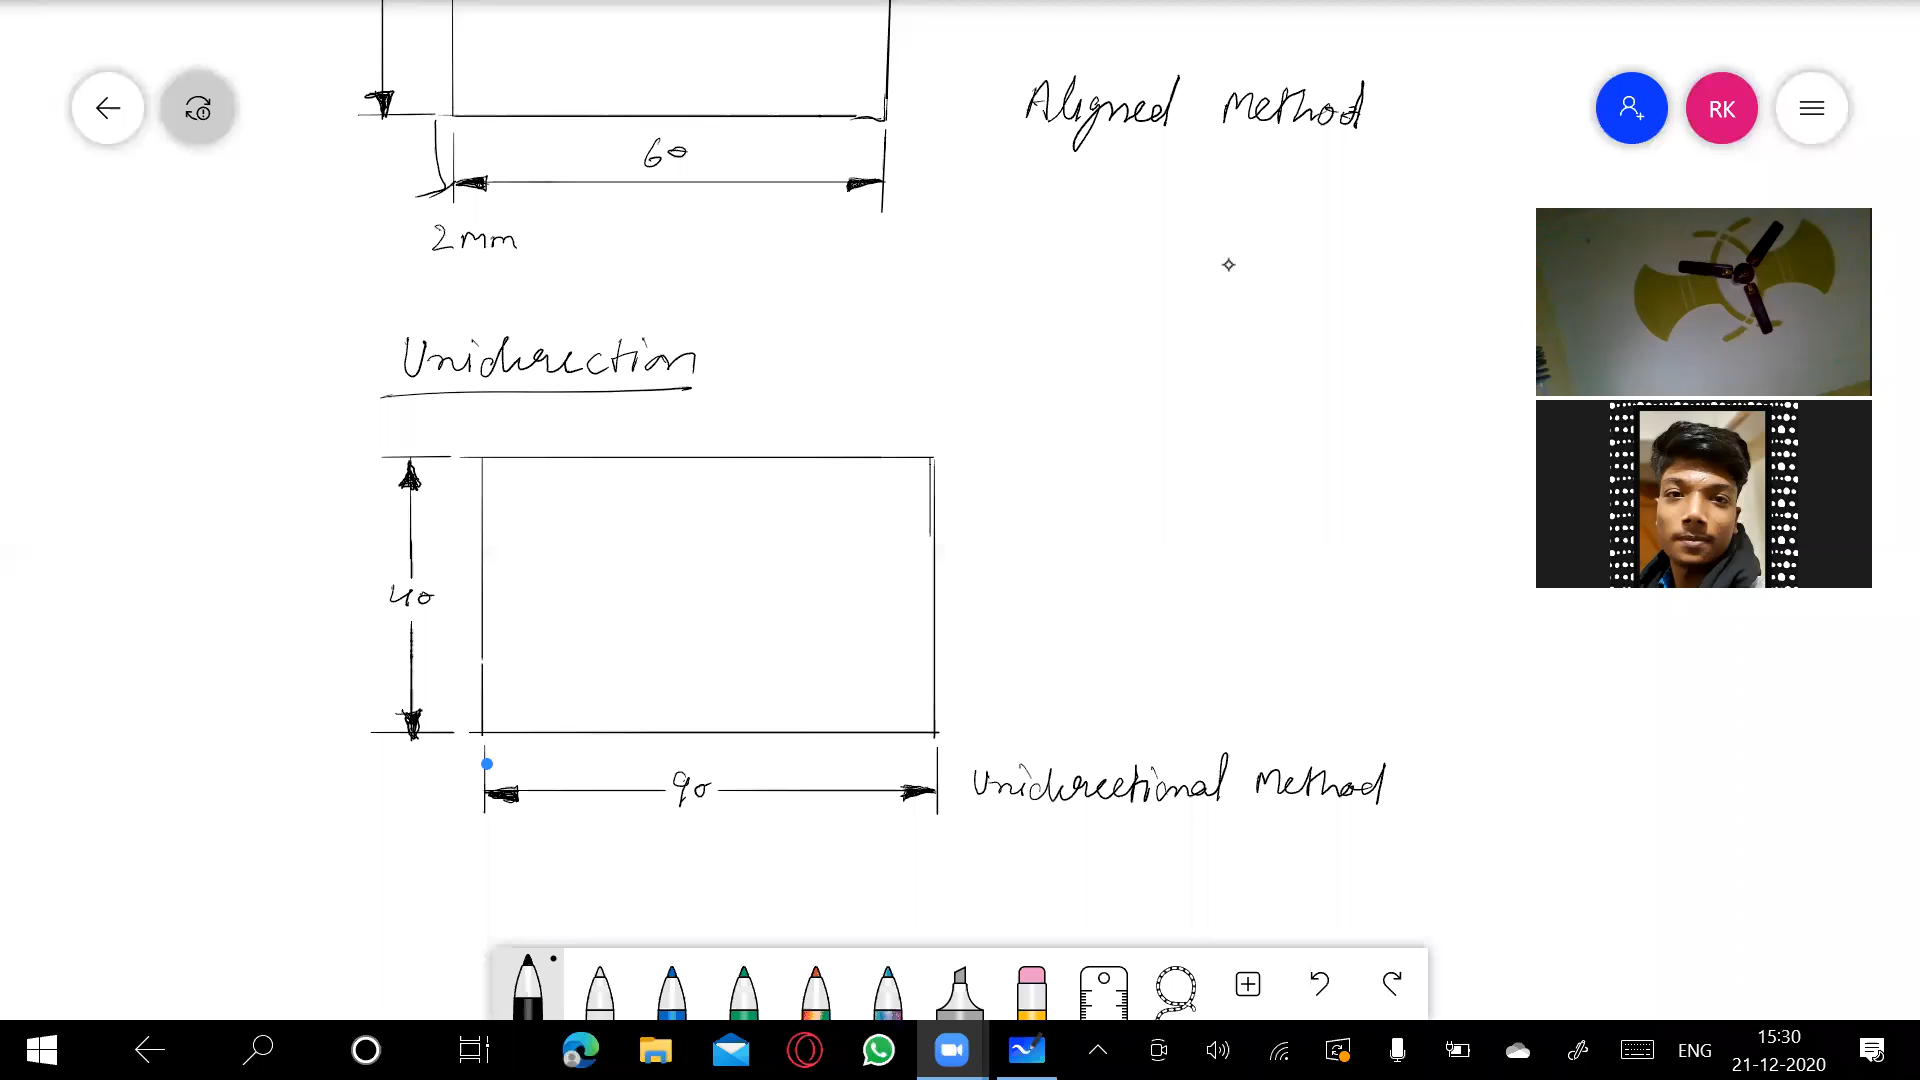 Aligned Method
RK
60
2mm
Unidirection
40
90
Unidirectional Method
ENG
15:30
21-12-2020